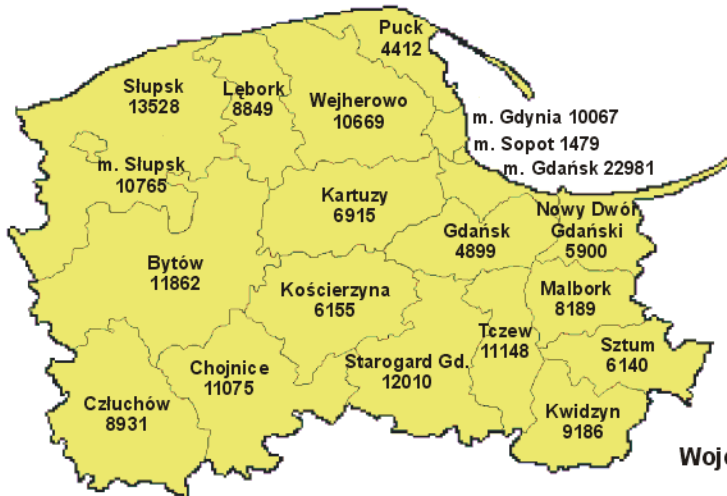 Puck
4412
Słupsk
13528
Lębork
8849
Wejherowo
10669
m. Gdynia 10067
m. Sopot 1479
m. Gdańsk 22981
m. Słupsk
10765
Kartuzy
6915
Gdańsk
4899
Nowy Dwór
Gdański
5900
Bytów
11862
Kościerzyna
6155
Malbork
8189
Tczew
11148
Sztum
6140
Chojnice
11075
Starogard Gd.
12010
Człuchów
8931
Kwidzyn
9186
Woje